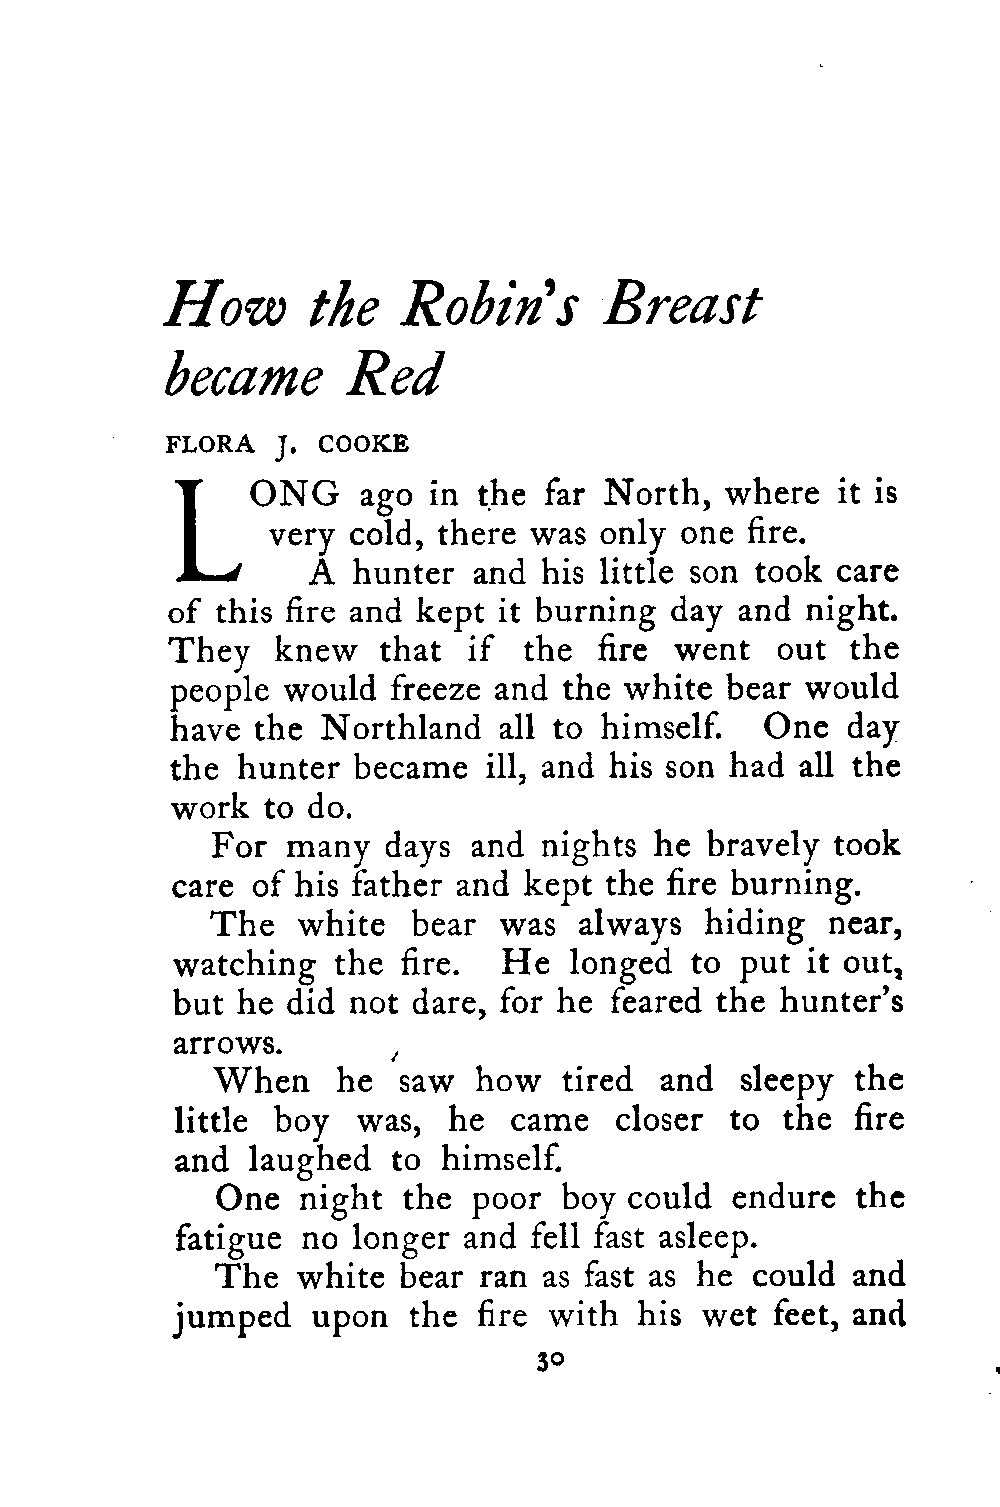 How the Robin's Breast
became Red
FLORA J. COOKE
LONG ago in the far North, where it is
very cold, there was only one fire.
A hunter and his little son took care
of this fire and kept it burning day and night.
They knew that if the fire went out the
people would freeze and the white bear would
have the Northland all to himself. One day
the hunter became ill, and his son had all the
work to do.
For many days and nights he bravely took
care of his father and kept the fire burning.
The white bear was always hiding near,
watching the fire. He longed to put it out,
but he did not dare, for he feared the hunter's
arrows.
When he saw how tired and sleepy the
little boy was, he came closer to the fire
and laughed to himself.
One night the poor boy could endure the
fatigue no longer and fell fast asleep.
The white bear ran as fast as he could and
jumped upon the fire with his wet feet, and
30